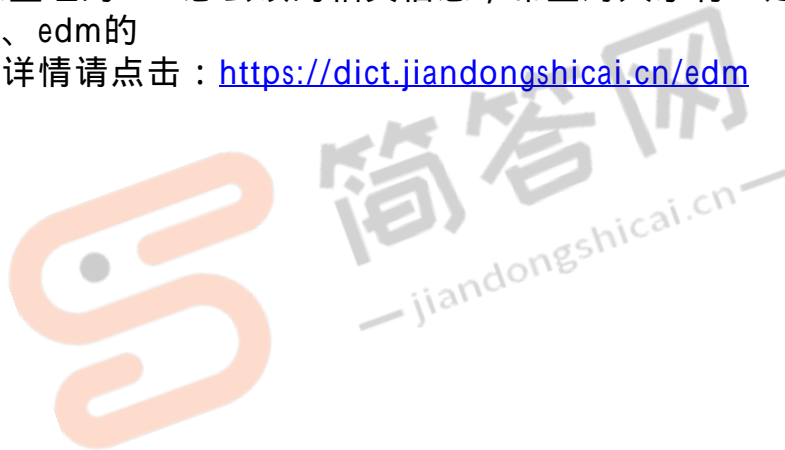 、edm的
详情请点击：https://dict.jiandongshicai.cn/edm
简答网
jiandongshicai.cn